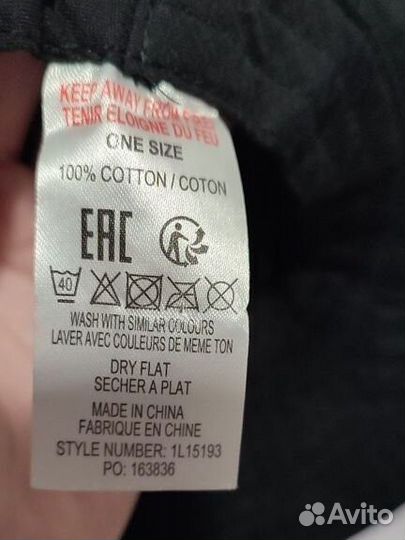 KEEP AWAY FROM FIRE
TENIR ELOIGNE DU FEU
ONE SIZE
100% COTTON / COTON
EAC
40
WASH WITH SIMILAR COLOURS
LAVER AVEC COULEURS DE MEME TON
DRY FLAT
SECHER A PLAT
MADE IN CHINA
FABRIQUE EN CHINE
STYLE NUMBER: 1L15193
PO: 163836
Avito